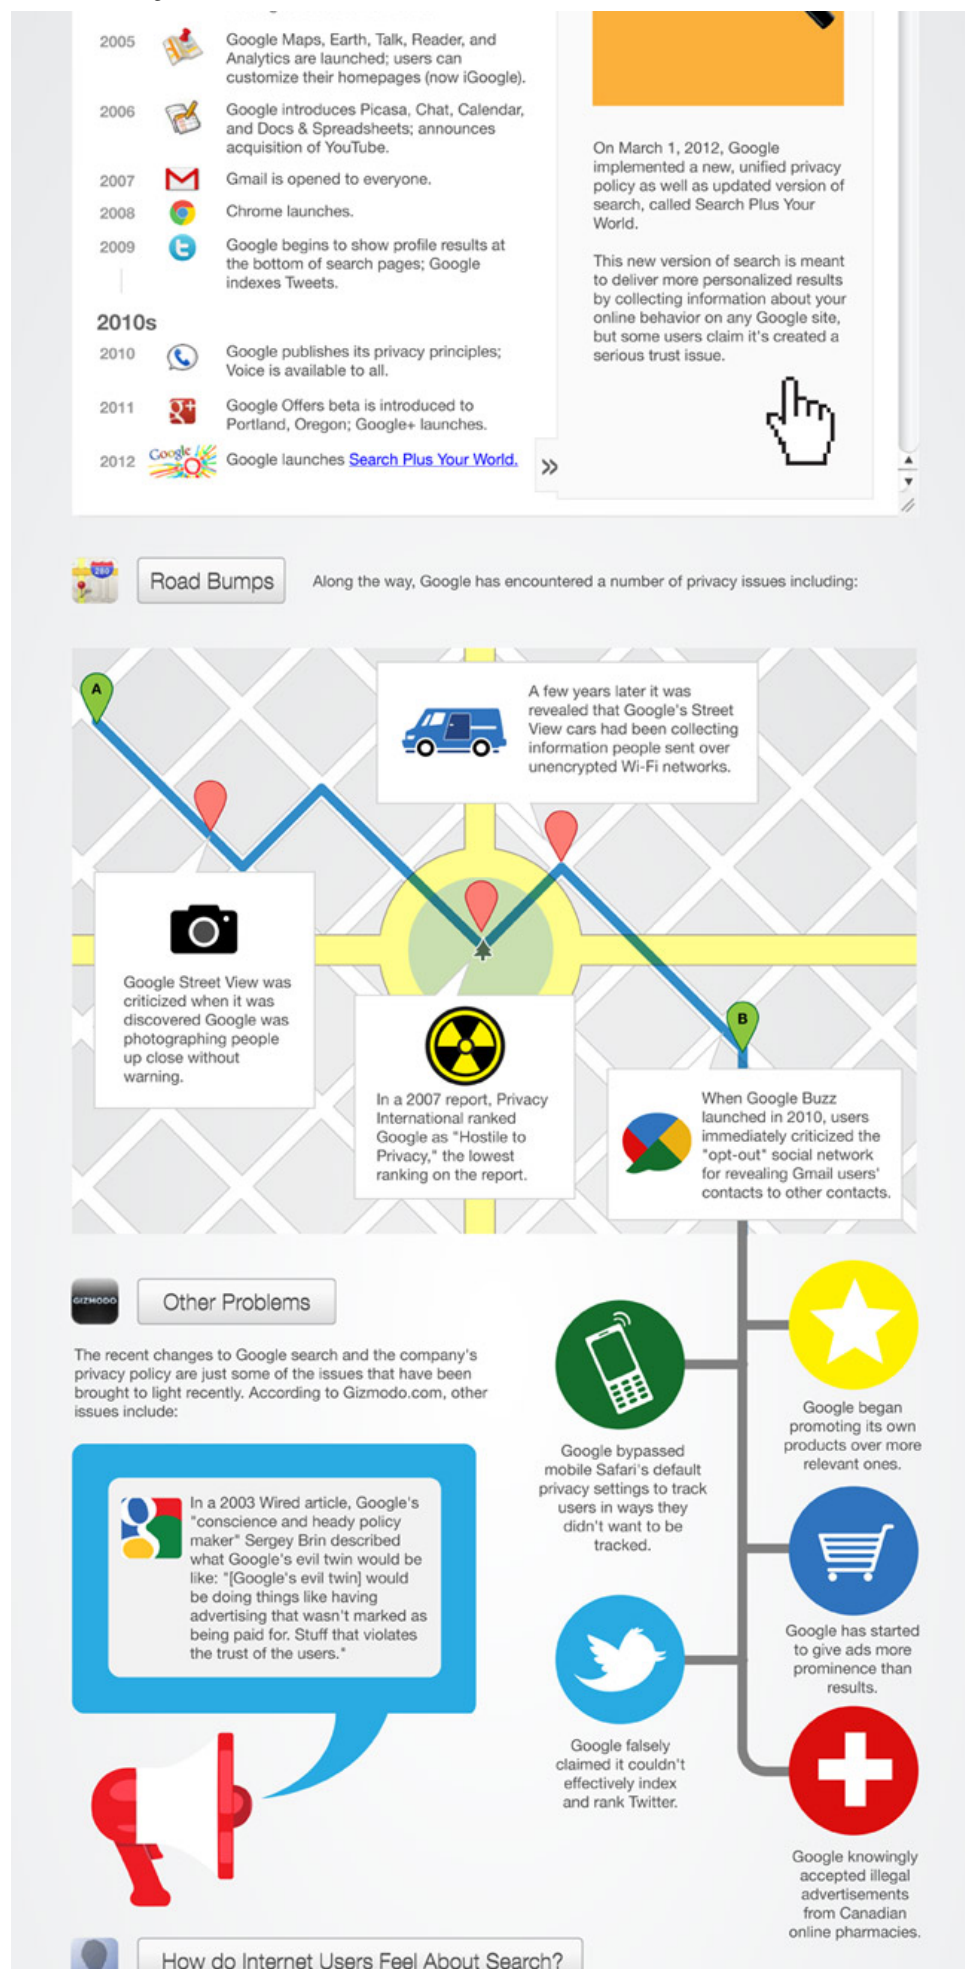 2005
Google Maps, Earth, Talk, Reader, and
Analytics are launched; users can
customize their homepages (now iGoogle).
2006
Google introduces Picasa, Chat, Calendar,
and Docs & Spreadsheets; announces
acquisition of YouTube.
2007
Gmail is opened to everyone.
2008
Chrome launches.
2009
Google begins to show profile results at
the bottom of search pages; Google
indexes Tweets.
2010s
2010
Google publishes its privacy principles;
Voice is available to all.
2011
Google Offers beta is introduced to
Portland, Oregon; Google+ launches.
2012
Google
Google launches Search Plus Your World.
On March 1, 2012, Google
implemented a new, unified privacy
policy as well as updated version of
search, called Search Plus Your
World.
This new version of search is meant
to deliver more personalized results
by collecting information about your
online behavior on any Google site,
but some users claim it's created a
serious trust issue.
»
280
Road Bumps
Along the way, Google has encountered a number of privacy issues including:
A
A few years later it was
revealed that Google's Street
View cars had been collecting
information people sent over
unencrypted Wi-Fi networks.
Google Street View was
criticized when it was
discovered Google was
photographing people
up close without
warning.
In a 2007 report, Privacy
International ranked
Google as "Hostile to
Privacy," the lowest
ranking on the report.
B
When Google Buzz
launched in 2010, users
immediately criticized the
"opt-out" social network
for revealing Gmail users'
contacts to other contacts.
GIZMODO
Other Problems
The recent changes to Google search and the company's
privacy policy are just some of the issues that have been
brought to light recently. According to Gizmodo.com, other
issues include:
In a 2003 Wired article, Google's
"conscience and heady policy
maker" Sergey Brin described
what Google's evil twin would be
like: "[Google's evil twin] would
be doing things like having
advertising that wasn't marked as
being paid for. Stuff that violates
the trust of the users."
Google bypassed
mobile Safari's default
privacy settings to track
users in ways they
didn't want to be
tracked.
Google began
promoting its own
products over more
relevant ones.
Google has started
to give ads more
prominence than
results.
Google falsely
claimed it couldn't
effectively index
and rank Twitter.
Google knowingly
accepted illegal
advertisements
from Canadian
online pharmacies.
How do Internet Users Feel About Search?